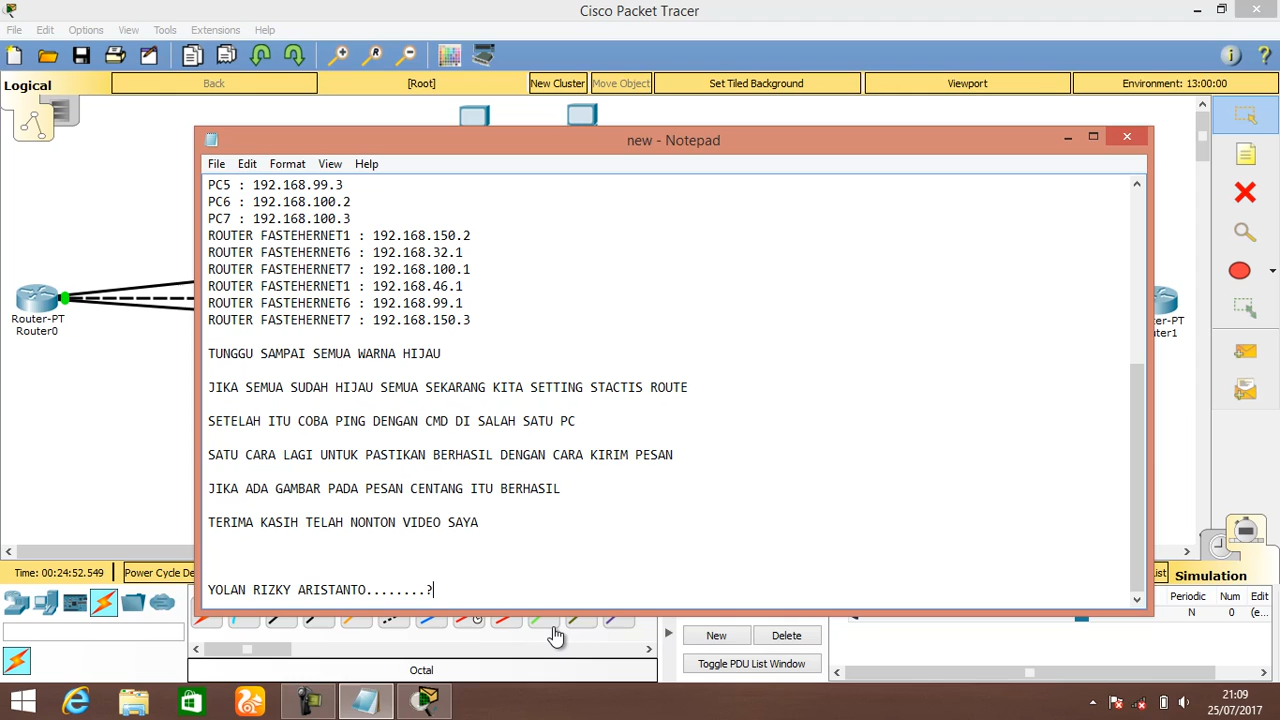 Cisco Packet Tracer
File Edit Options View Tools Extensions Help
Logical Back [Root] New Cluster Move Object Set Tiled Background Viewport Environment: 13:00:00
new - Notepad
File Edit Format View Help
PC5 : 192.168.99.3
PC6 : 192.168.100.2
PC7 : 192.168.100.3
ROUTER FASTEHERNET1 : 192.168.150.2
ROUTER FASTEHERNET6 : 192.168.32.1
ROUTER FASTEHERNET7 : 192.168.100.1
ROUTER FASTEHERNET1 : 192.168.46.1
ROUTER FASTEHERNET6 : 192.168.99.1
ROUTER FASTEHERNET7 : 192.168.150.3
TUNGGU SAMPAI SEMUA WARNA HIJAU
JIKA SEMUA SUDAH HIJAU SEMUA SEKARANG KITA SETTING STACTIS ROUTE
SETELAH ITU COBA PING DENGAN CMD DI SALAH SATU PC
SATU CARA LAGI UNTUK PASTIKAN BERHASIL DENGAN CARA KIRIM PESAN
JIKA ADA GAMBAR PADA PESAN CENTANG ITU BERHASIL
TERIMA KASIH TELAH NONTON VIDEO SAYA
YOLAN RIZKY ARISTANTO........?
Router-PT
Router0
er-PT
uter1
Time: 00:24:52.549 Power Cycle De
ist Simulation
Periodic Num Edit
N 0 (e
New Delete
Toggle PDU List Window
Octal
21:09
25/07/2017